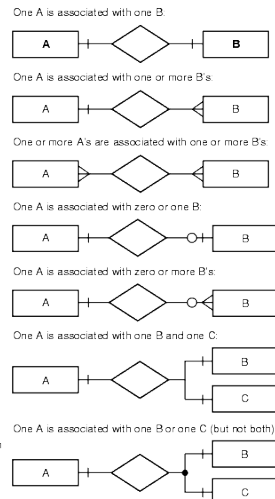 One A is associated with one B:
A B
One A is associated with one or more B's:
A B
One or more A's are associated with one or more B's:
A B
One A is associated with zero or one B:
A B
One A is associated with zero or more B's:
A B
One A is associated with one B and one C:
B
A
C
One A is associated with one B or one C (but not both):
B
A
C